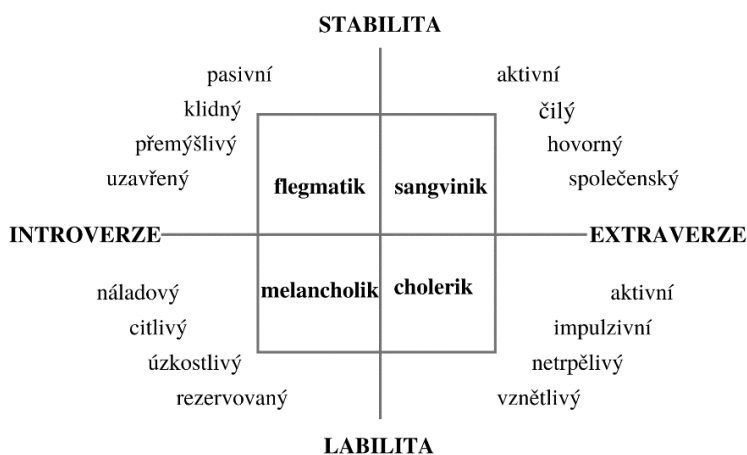 STABILITA
pasivní aktivní
klidný čilý
přemýšlivý hovorný
uzavřený společenský
flegmatik sangvinik
INTROVERZE EXTRAVERZE
melancholik cholerik
náladový aktivní
citlivý impulzivní
úzkostlivý netrpělivý
rezervovaný vznětlivý
LABILITA